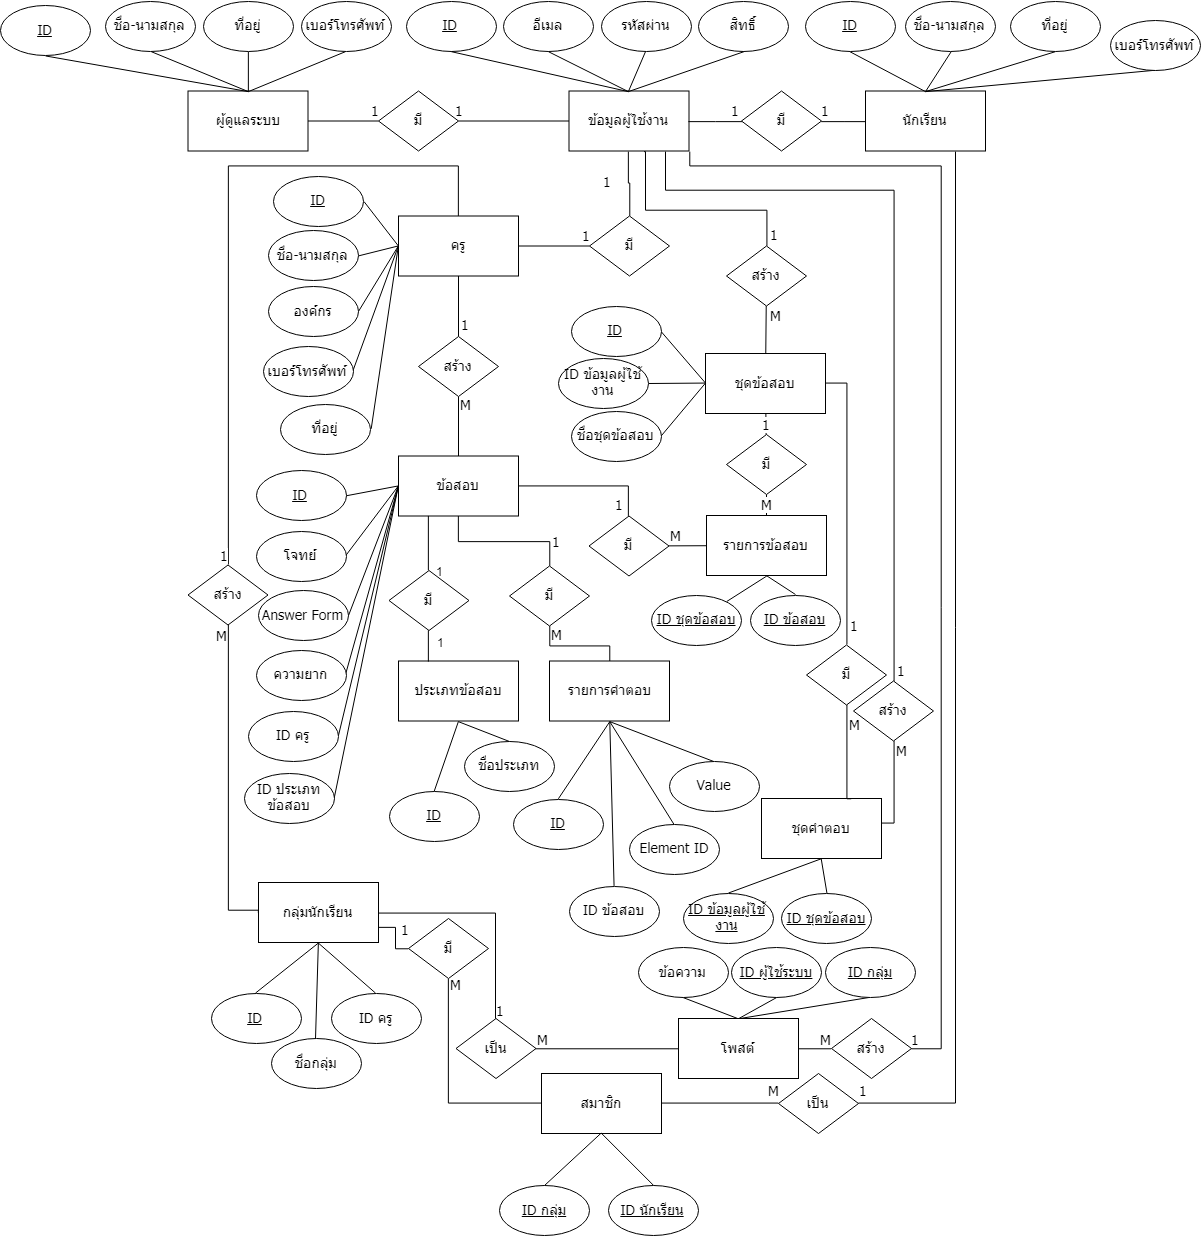 ID
ชื่อ-นามสกุล
ที่อยู่
เบอร์โทรศัพท์
ID
อีเมล
รหัสผ่าน
สิทธิ์
ID
ชื่อ-นามสกุล
ที่อยู่
เบอร์โทรศัพท์
ผู้ดูแลระบบ
1
มี
1
ข้อมูลผู้ใช้งาน
1
มี
1
นักเรียน
ID
ชื่อ-นามสกุล
องค์กร
เบอร์โทรศัพท์
ที่อยู่
ครู
1
1
มี
1
สร้าง
M
1
สร้าง
M
ID
ID ข้อมูลผู้ใช้
งาน
ชื่อชุดข้อสอบ
ชุดข้อสอบ
1
มี
M
ID
โจทย์
Answer Form
ความยาก
ID ครู
ID ประเภท
ข้อสอบ
ข้อสอบ
1
มี
M
รายการข้อสอบ
ID ชุดข้อสอบ
ID ข้อสอบ
1
สร้าง
M
1
มี
1
1
มี
M
1
มี
M
1
สร้าง
M
ประเภทข้อสอบ
รายการคำตอบ
ชื่อประเภท
ID
ID
Value
Element ID
ID ข้อสอบ
ชุดคำตอบ
ID ข้อมูลผู้ใช้
งาน
ID ชุดข้อสอบ
กลุ่มนักเรียน
1
มี
M
ID
ชื่อกลุ่ม
ID ครู
ข้อความ
ID ผู้ใช้ระบบ
ID กลุ่ม
1
เป็น
M
โพสต์
M
สร้าง
1
สมาชิก
M
เป็น
1
ID กลุ่ม
ID นักเรียน